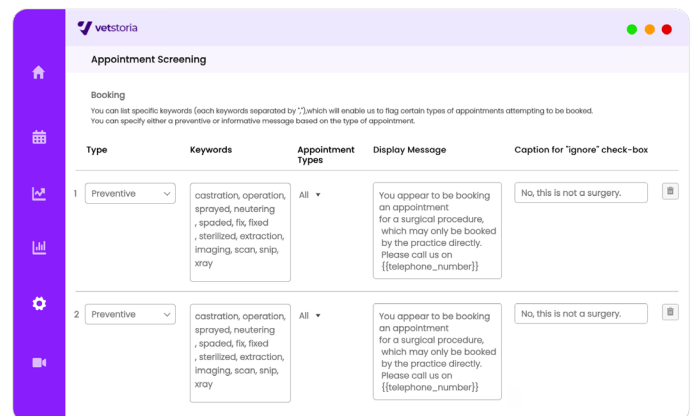 vetstoria
Appointment Screening
Booking
You can list specific keywords (each keywords separated by ","),which will enable us to flag certain types of appointments attempting to be booked.
You can specify either a preventive or informative message based on the type of appointment.
Type Keywords Appointment Types Display Message Caption for "ignore" check-box
1 Preventive
castration, operation,
sprayed, neutering
, spaded, fix, fixed
, sterilized, extraction,
imaging, scan, snip,
xray
All
You appear to be booking
an appointment
for a surgical procedure,
which may only be booked
by the practice directly.
Please call us on
{{telephone_number}}
No, this is not a surgery.
2 Preventive
castration, operation,
sprayed, neutering
, spaded, fix, fixed
, sterilized, extraction,
imaging, scan, snip,
xray
All
You appear to be booking
an appointment
for a surgical procedure,
which may only be booked
by the practice directly.
Please call us on
{{telephone_number}}
No, this is not a surgery.